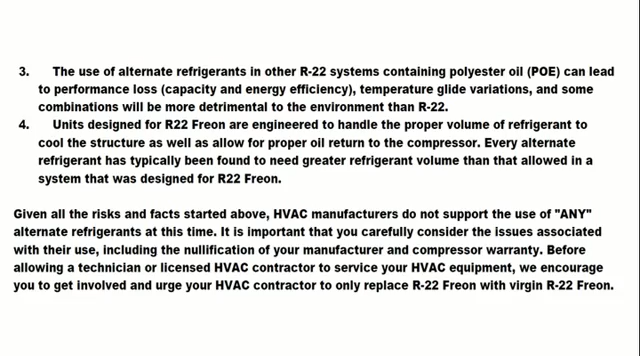 3. The use of alternate refrigerants in other R-22 systems containing polyester oil (POE) can lead
to performance loss (capacity and energy efficiency), temperature glide variations, and some
combinations will be more detrimental to the environment than R-22.
4. Units designed for R22 Freon are engineered to handle the proper volume of refrigerant to
cool the structure as well as allow for proper oil return to the compressor. Every alternate
refrigerant has typically been found to need greater refrigerant volume than that allowed in a
system that was designed for R22 Freon.
Given all the risks and facts started above, HVAC manufacturers do not support the use of "ANY"
alternate refrigerants at this time. It is important that you carefully consider the issues associated
with their use, including the nullification of your manufacturer and compressor warranty. Before
allowing a technician or licensed HVAC contractor to service your HVAC equipment, we encourage
you to get involved and urge your HVAC contractor to only replace R-22 Freon with virgin R-22 Freon.